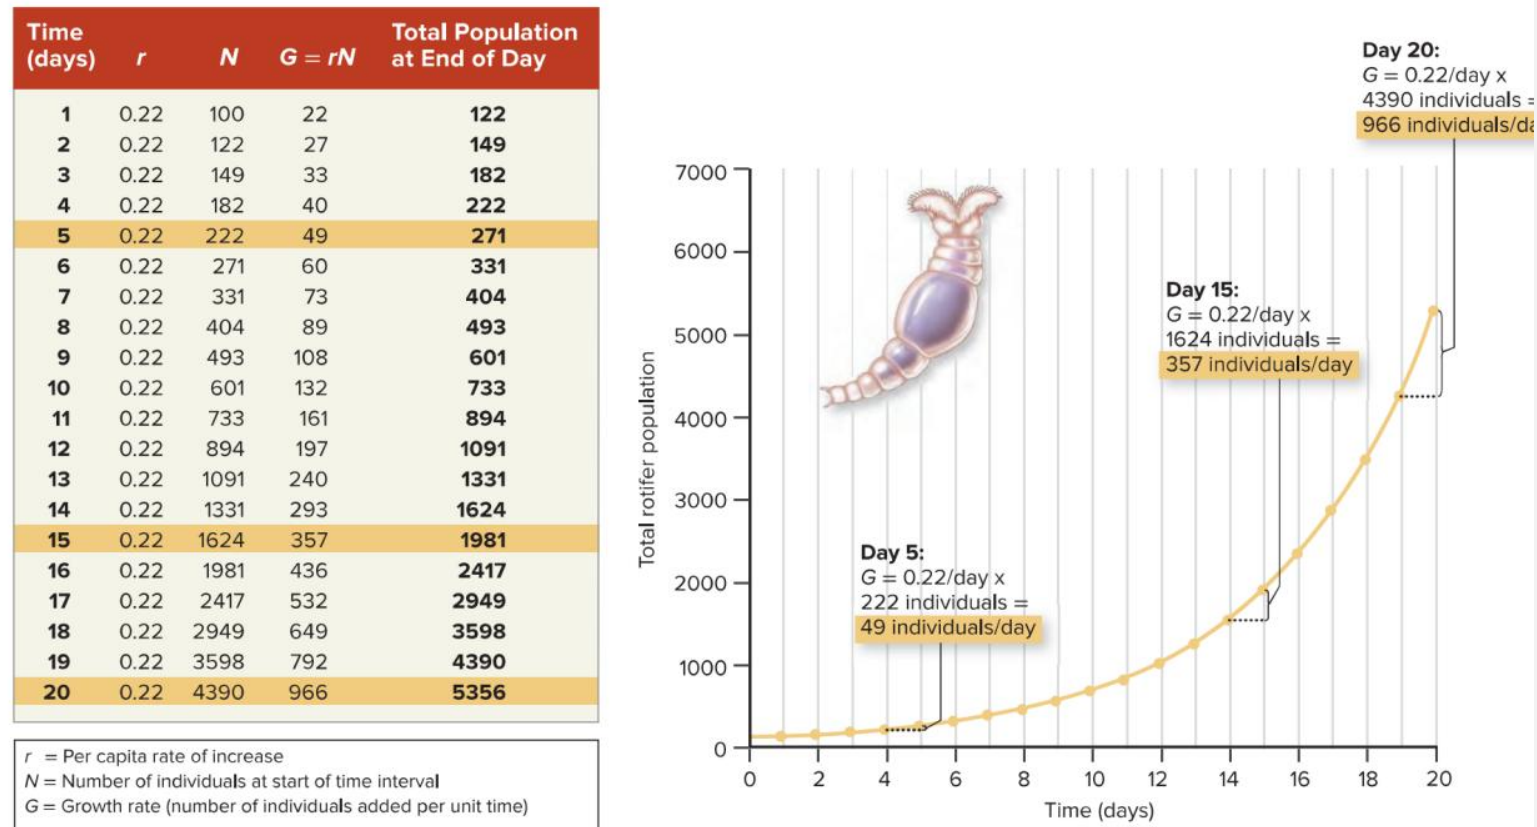 Time (days) r N G = rN Total Population at End of Day
1 0.22 100 22 122
2 0.22 122 27 149
3 0.22 149 33 182
4 0.22 182 40 222
5 0.22 222 49 271
6 0.22 271 60 331
7 0.22 331 73 404
8 0.22 404 89 493
9 0.22 493 108 601
10 0.22 601 132 733
11 0.22 733 161 894
12 0.22 894 197 1091
13 0.22 1091 240 1331
14 0.22 1331 293 1624
15 0.22 1624 357 1981
16 0.22 1981 436 2417
17 0.22 2417 532 2949
18 0.22 2949 649 3598
19 0.22 3598 792 4390
20 0.22 4390 966 5356
r = Per capita rate of increase
N = Number of individuals at start of time interval
G = Growth rate (number of individuals added per unit time)
Day 20:
G = 0.22/day x
4390 individuals =
966 individuals/da
Day 15:
G = 0.22/day x
1624 individuals =
357 individuals/day
Day 5:
G = 0.22/day x
222 individuals =
49 individuals/day
Total rotifer population
7000
6000
5000
4000
3000
2000
1000
0
0 2 4 6 8 10 12 14 16 18 20
Time (days)